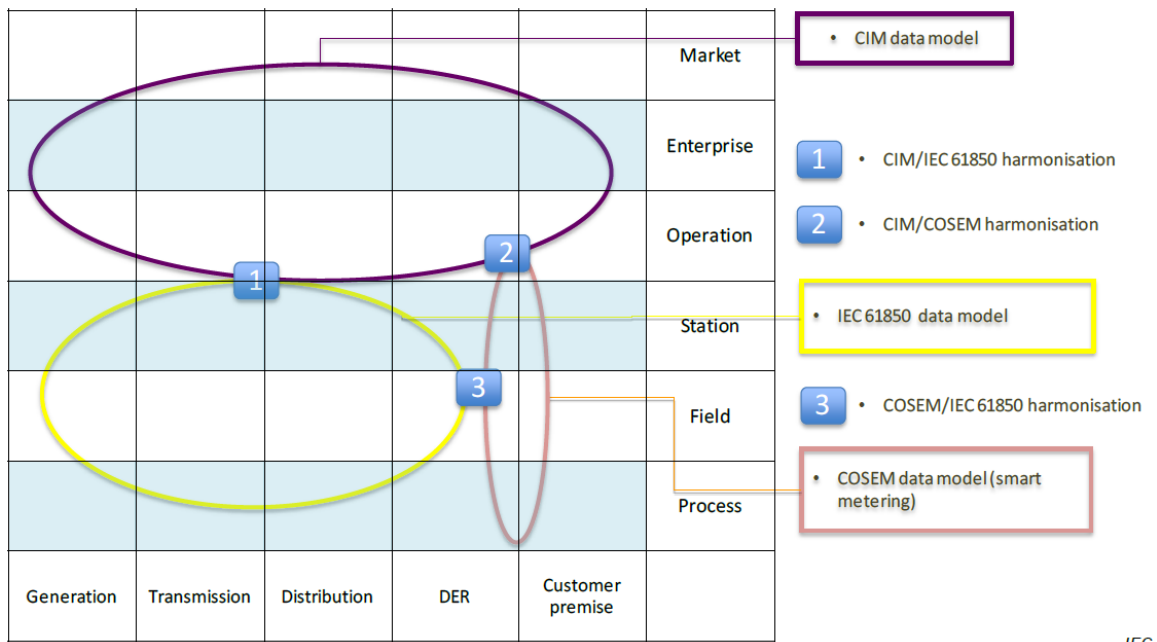 Market
Enterprise
Operation
Station
Field
Process
Generation
Transmission
Distribution
DER
Customer
premise
1
2
3
• CIM data model
1 • CIM/IEC 61850 harmonisation
2 • CIM/COSEM harmonisation
• IEC 61850 data model
3 • COSEM/IEC 61850 harmonisation
• COSEM data model (smart
metering)
IEC